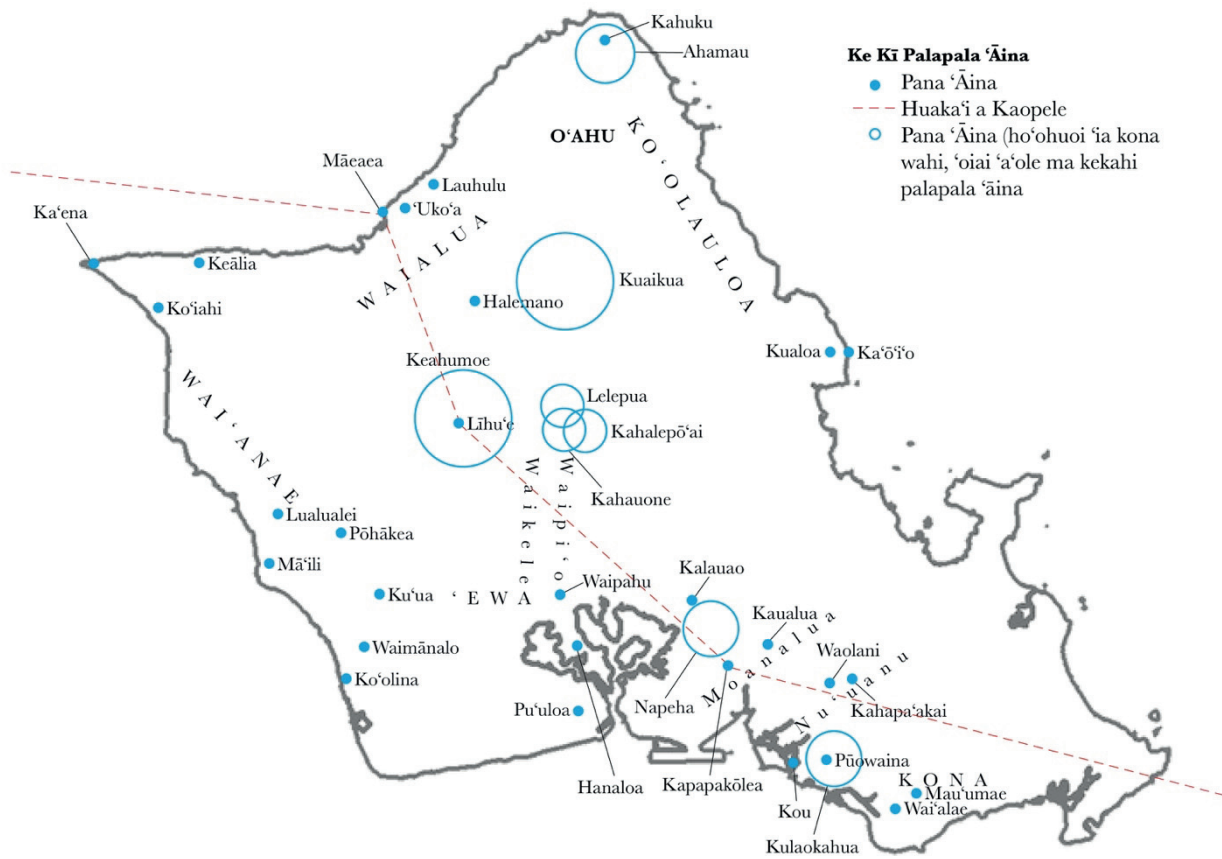 Kahuku
Ahamau
Ke Kī Palapala ʻĀina
Pana ʻĀina
Huakaʻi a Kaopele
Pana ʻĀina (hoʻohuoi ʻia kona
wahi, ʻoiai ʻaʻole ma kekahi
palapala ʻāina
OʻAHU
KOʻOLAULOA
Māeaea
Lauhulu
ʻUkoʻa
WAIALUA
Kaʻena
Keālia
Koʻiahi
Kuaikua
Halemano
Kualoa
Kaʻōʻiʻo
Keahumoe
Līhuʻe
Lelepua
Kahalepōʻai
Kahauone
WAIʻANAE
Waikele
Waipiʻo
Lualualei
Pōhākea
Māʻili
Kuʻua
ʻEWA
Waipahu
Kalauao
Kaualua
Moanalua
Waimānalo
Koʻolina
Waolani
Nuʻuanu
Kahapaʻakai
Puʻuloa
Napeha
Hanaloa
Kapapakōlea
Pūowaina
Kou
KONA
Mauʻumae
Waiʻalae
Kulaokahua